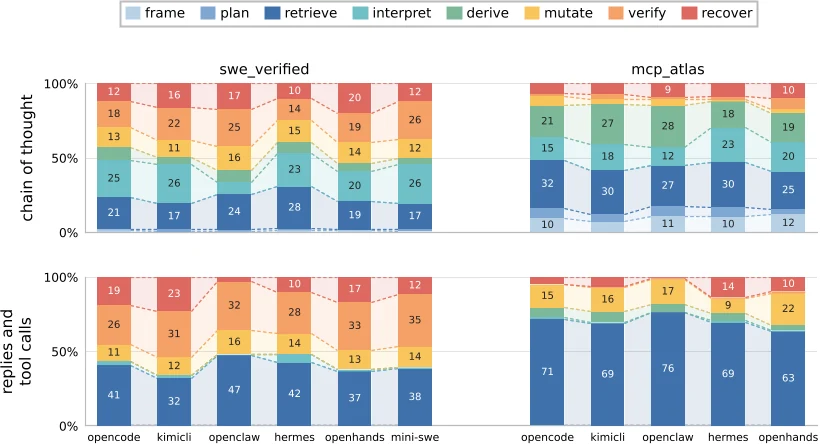 frame plan retrieve interpret derive mutate verify recover
swe_verified mcp_atlas
chain of thought
100%
50%
0%
12 16 17 10 20 12
18 22 25 14 19 26
13 11 16 15 14 12
25 26 23 20 26
21 17 24 28 19 17
9 10
21 27 28 18 19
15 18 12 23 20
32 30 27 30 25
10 11 10 12
replies and
tool calls
100%
50%
0%
19 23 10 17 12
26 31 32 28 33 35
11 12 16 14 13 14
41 32 47 42 37 38
14 10
15 16 17 9 22
71 69 76 69 63
opencode kimicli openclaw hermes openhands mini-swe
opencode kimicli openclaw hermes openhands